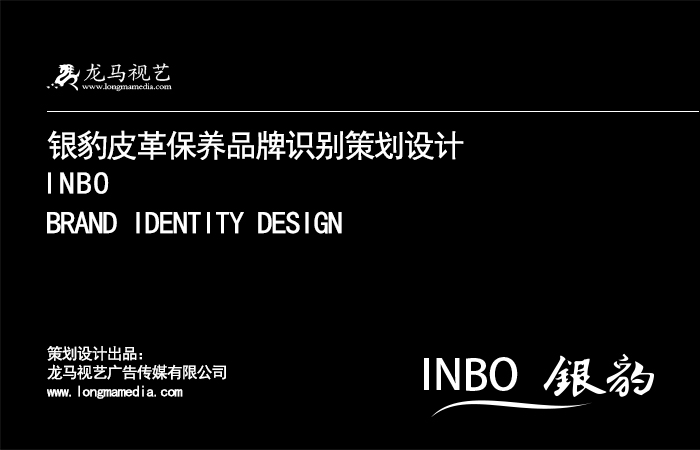 龙马视艺
www.longmamedia.com
银豹皮革保养品牌识别策划设计
INBO
BRAND IDENTITY DESIGN
策划设计出品：
龙马视艺广告传媒有限公司
www.longmamedia.com
INBO 银豹